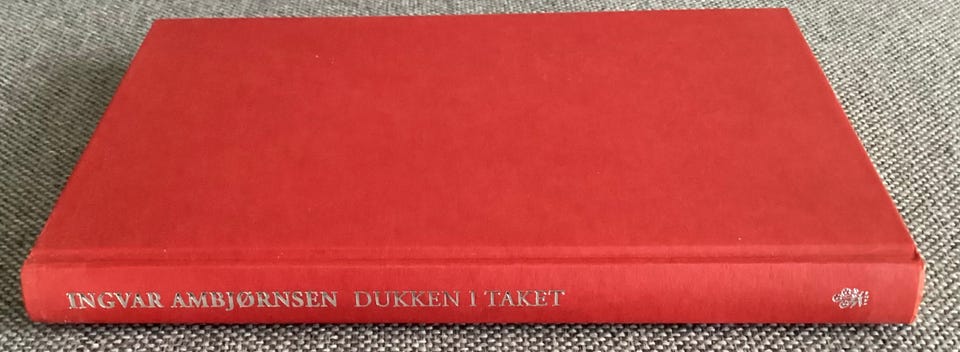 INGVAR AMBJØRNSEN DUKKEN I TAKET